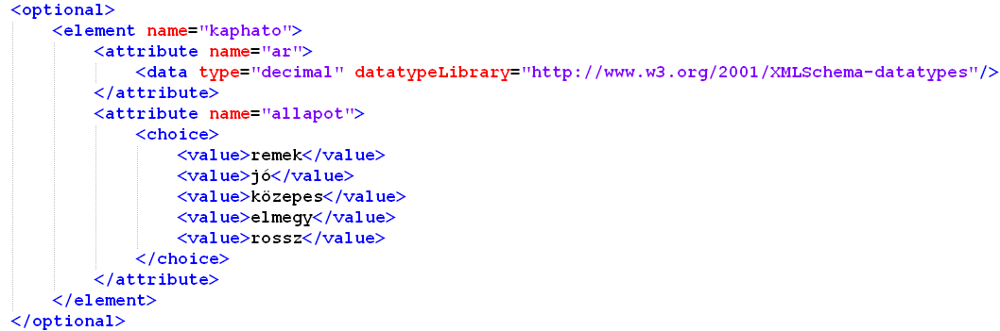 <optional>
<element name="kaphato">
<attribute name="ar">
<data type="decimal" datatypeLibrary="http://www.w3.org/2001/XMLSchema-datatypes"/>
</attribute>
<attribute name="allapot">
<choice>
<value>remek</value>
<value>jó</value>
<value>közepes</value>
<value>elmegy</value>
<value>rossz</value>
</choice>
</attribute>
</element>
</optional>